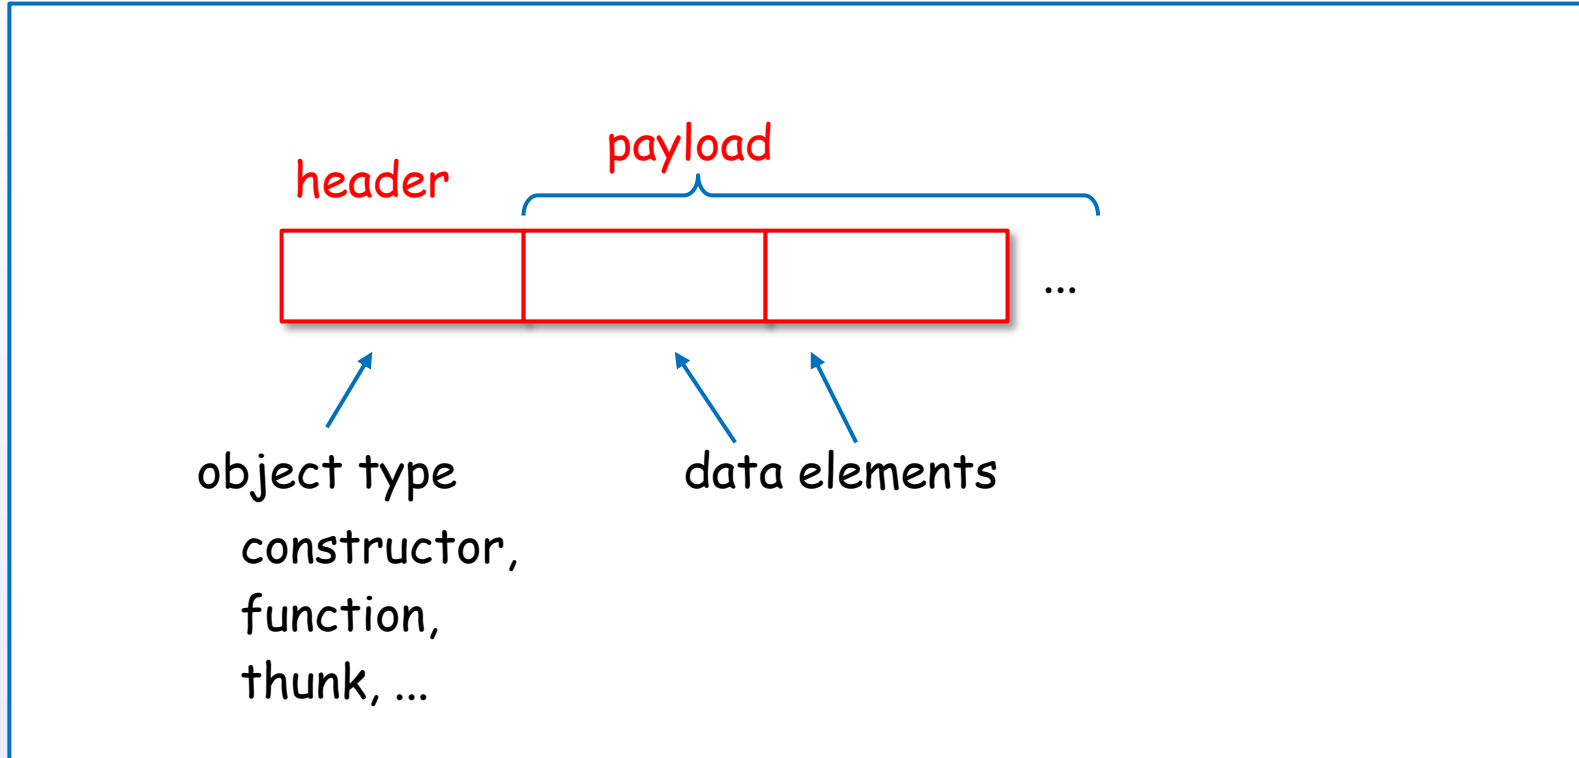 payload
header
...
object type
data elements
constructor,
function,
thunk, ...